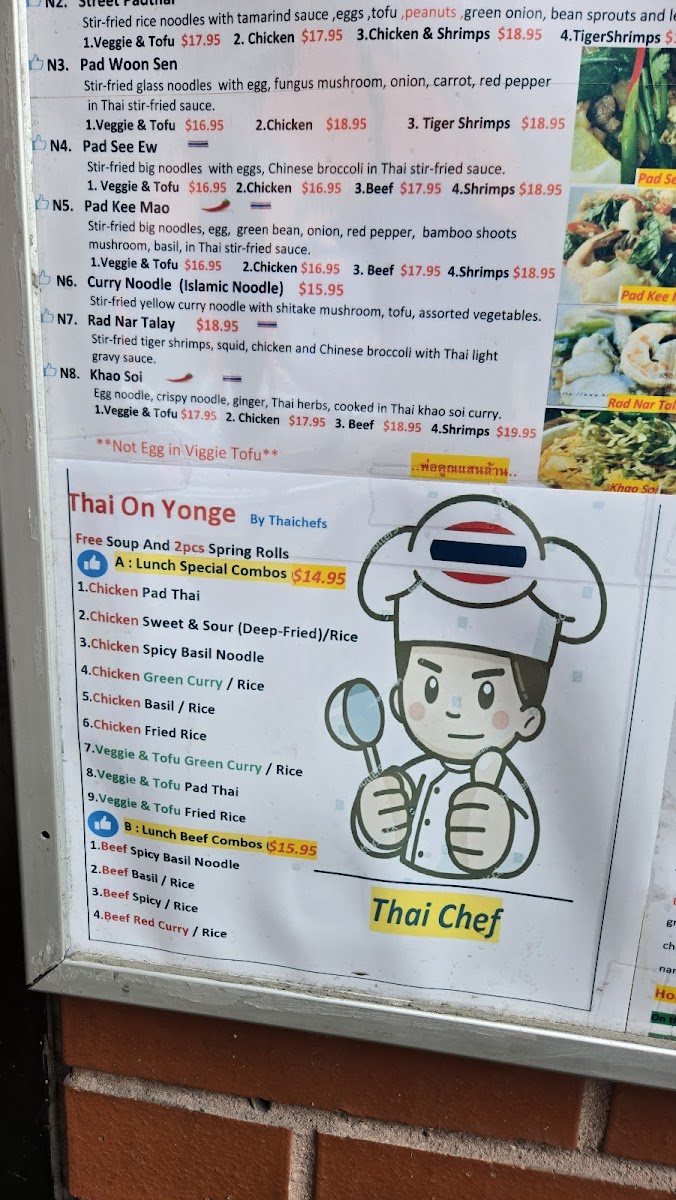 N2. Street Padthai
Stir-fried rice noodles with tamarind sauce ,eggs ,tofu ,peanuts ,green onion, bean sprouts and
1.Veggie & Tofu $17.95 2. Chicken $17.95 3.Chicken & Shrimps $18.95 4.TigerShrimps
N3. Pad Woon Sen
Stir-fried glass noodles with egg, fungus mushroom, onion, carrot, red pepper
in Thai stir-fried sauce.
1.Veggie & Tofu $16.95 2.Chicken $18.95 3. Tiger Shrimps $18.95
N4. Pad See Ew
Stir-fried big noodles with eggs, Chinese broccoli in Thai stir-fried sauce.
1. Veggie & Tofu $16.95 2.Chicken $16.95 3.Beef $17.95 4.Shrimps $18.95
Pad Se
N5. Pad Kee Mao
Stir-fried big noodles, egg, green bean, onion, red pepper, bamboo shoots
mushroom, basil, in Thai stir-fried sauce.
1.Veggie & Tofu $16.95 2.Chicken $16.95 3. Beef $17.95 4.Shrimps $18.95
Pad Kee
N6. Curry Noodle (Islamic Noodle) $15.95
Stir-fried yellow curry noodle with shitake mushroom, tofu, assorted vegetables.
N7. Rad Nar Talay $18.95
Stir-fried tiger shrimps, squid, chicken and Chinese broccoli with Thai light
gravy sauce.
Rad Nar Tal
N8. Khao Soi
Egg noodle, crispy noodle, ginger, Thai herbs, cooked in Thai khao soi curry.
1.Veggie & Tofu $17.95 2. Chicken $17.95 3. Beef $18.95 4.Shrimps $19.95
Khao Soi
**Not Egg in Viggie Tofu**
..พ่อคูณแสนล้าน..
Thai On Yonge By Thaichefs
Free Soup And 2pcs Spring Rolls
A : Lunch Special Combos $14.95
1.Chicken Pad Thai
2.Chicken Sweet & Sour (Deep-Fried)/Rice
3.Chicken Spicy Basil Noodle
4.Chicken Green Curry / Rice
5.Chicken Basil / Rice
6.Chicken Fried Rice
7.Veggie & Tofu Green Curry / Rice
8.Veggie & Tofu Pad Thai
9.Veggie & Tofu Fried Rice
B : Lunch Beef Combos $15.95
1.Beef Spicy Basil Noodle
2.Beef Basil / Rice
3.Beef Spicy / Rice
4.Beef Red Curry / Rice
Thai Chef